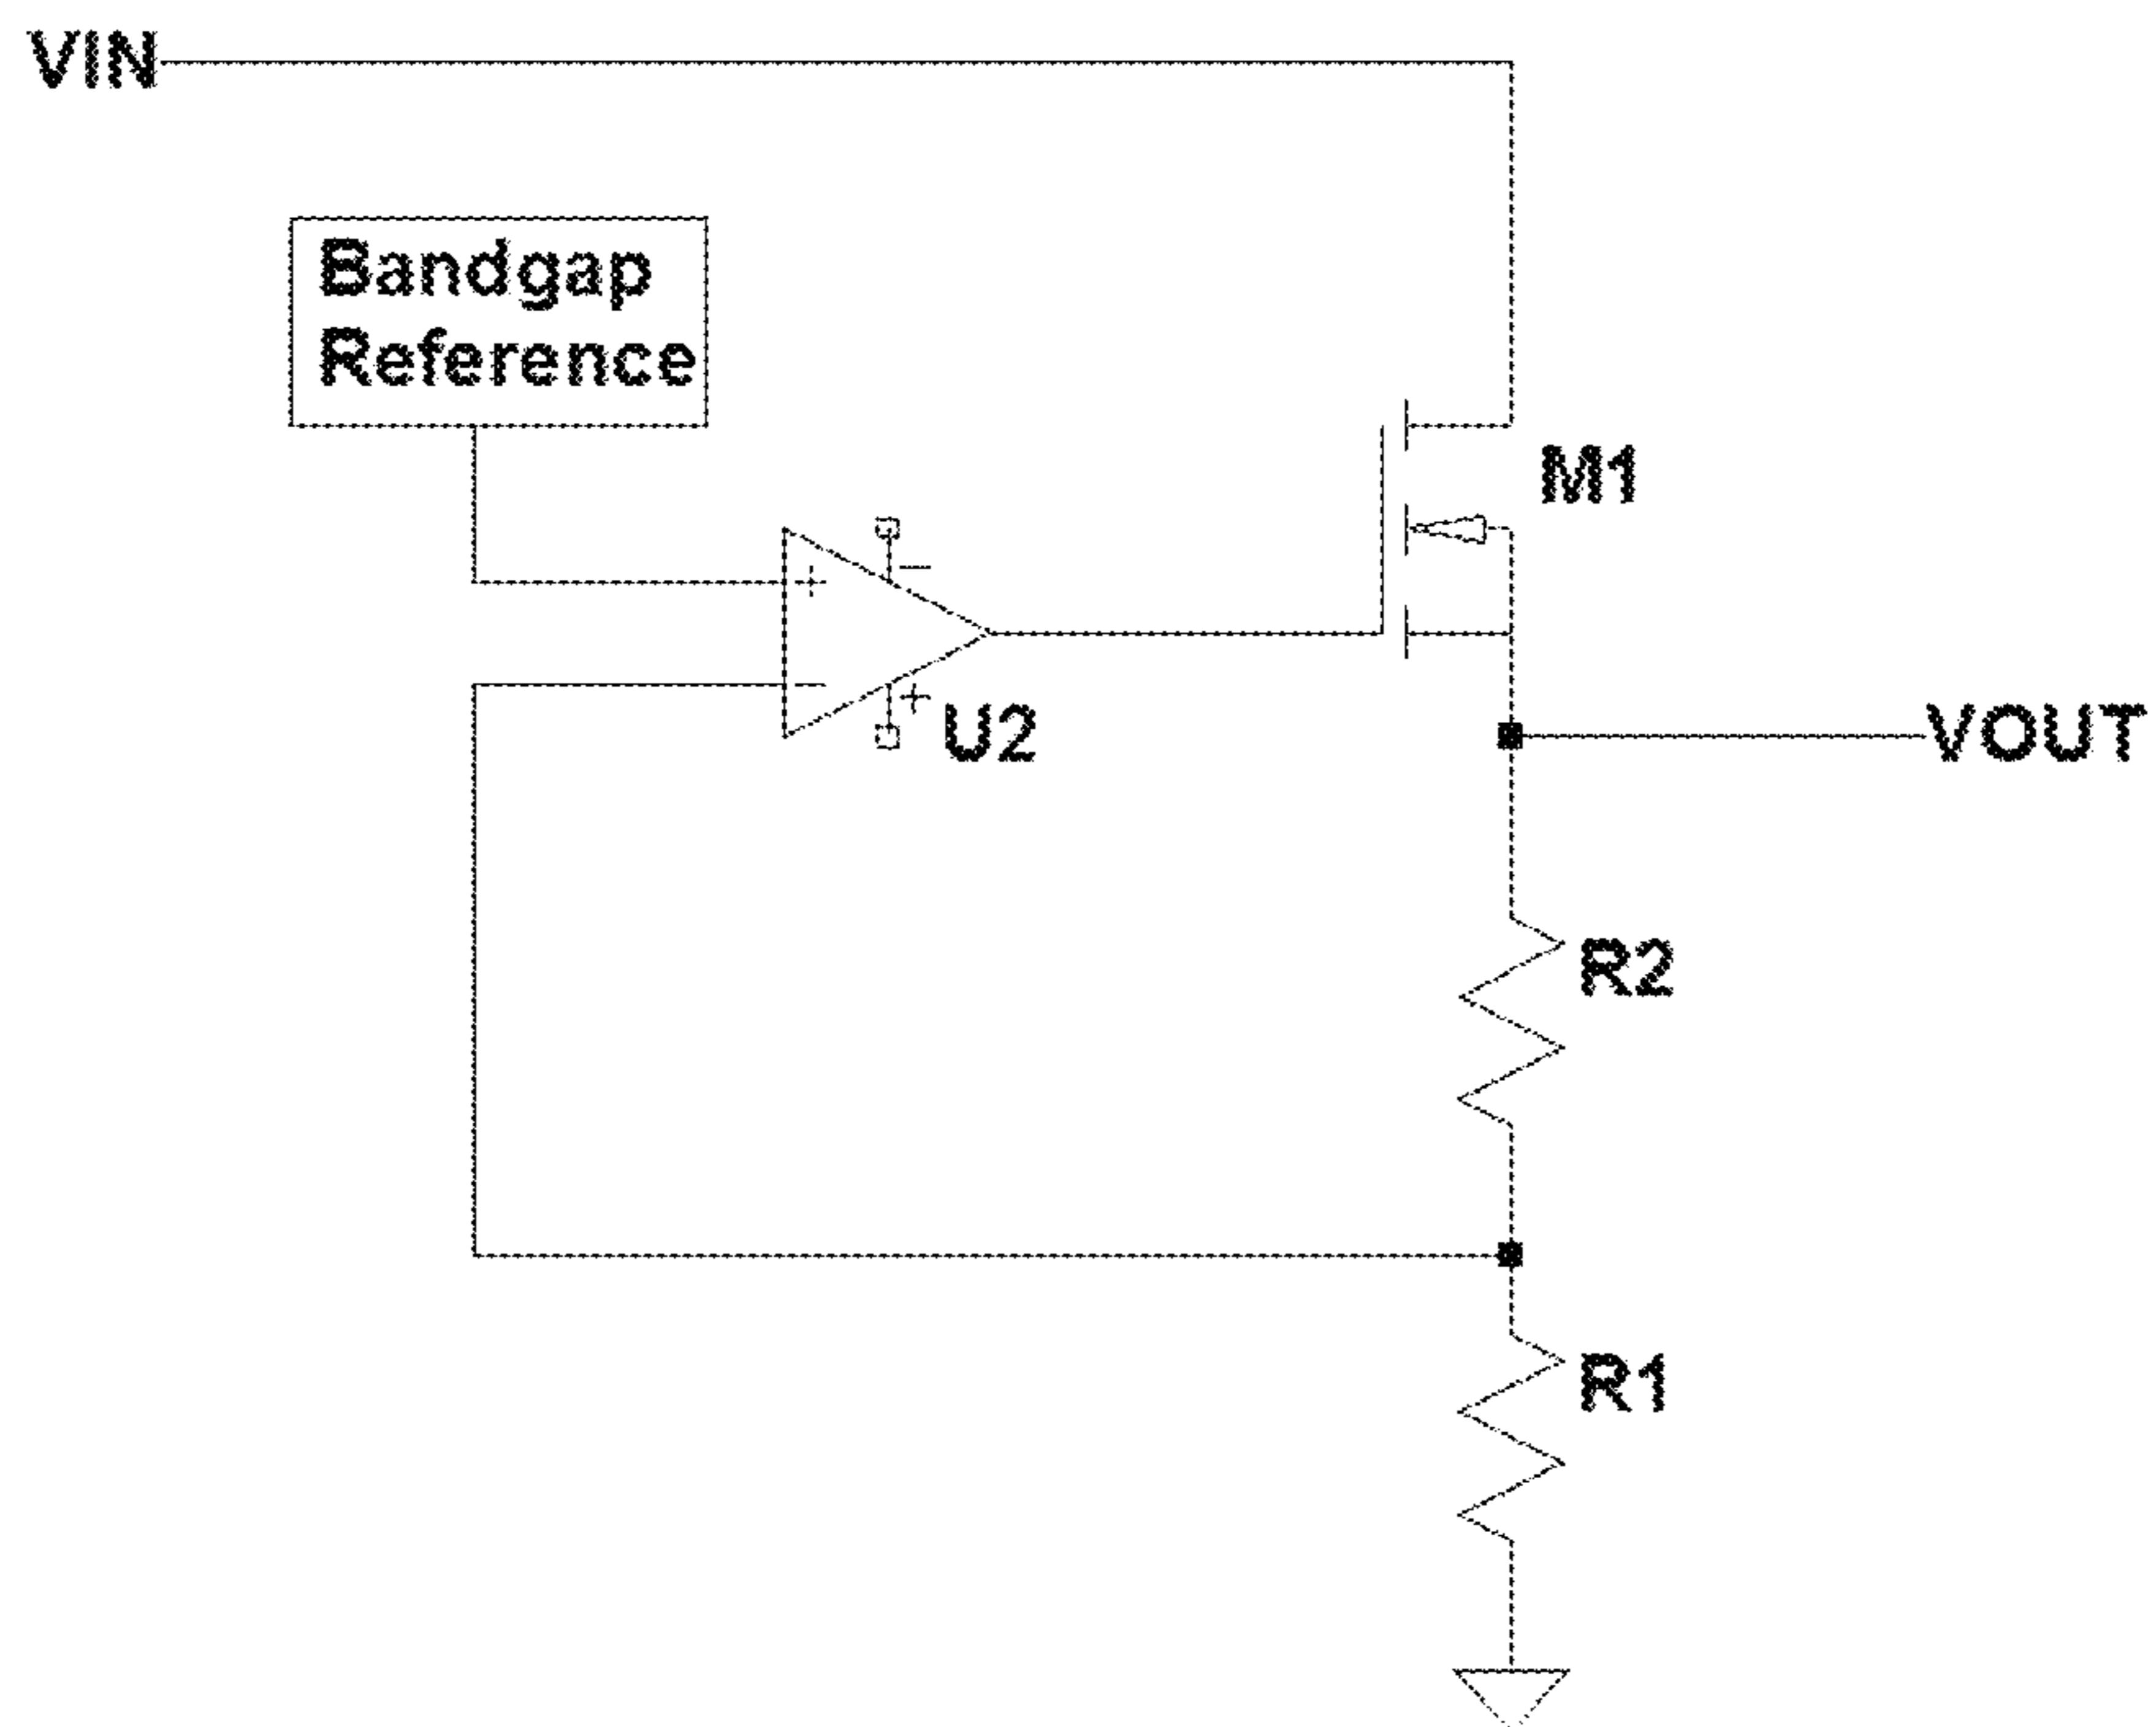 VIN
Bandgap
Reference
M1
+
−
−
+
U2
VOUT
R2
R1